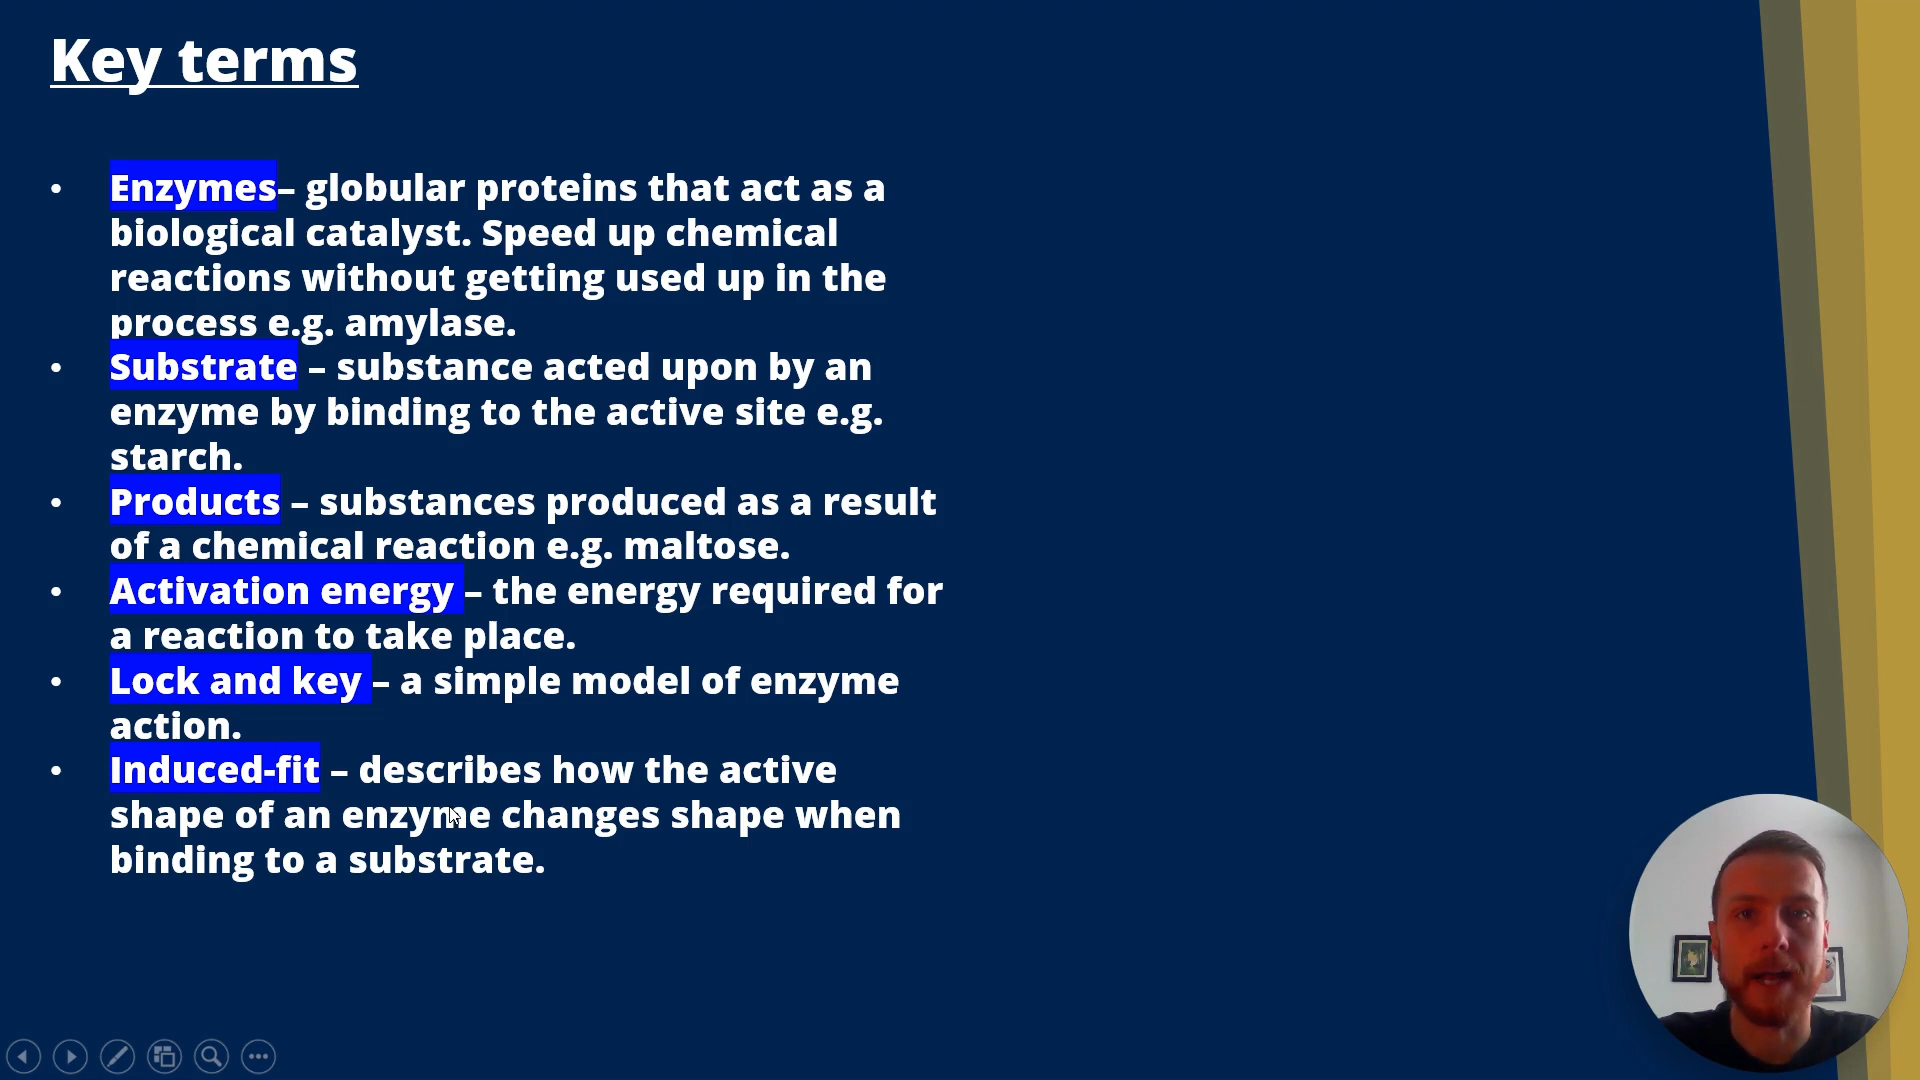 Key terms
• Enzymes– globular proteins that act as a
biological catalyst. Speed up chemical
reactions without getting used up in the
process e.g. amylase.
• Substrate – substance acted upon by an
enzyme by binding to the active site e.g.
starch.
• Products – substances produced as a result
of a chemical reaction e.g. maltose.
• Activation energy – the energy required for
a reaction to take place.
• Lock and key – a simple model of enzyme
action.
• Induced-fit – describes how the active
shape of an enzyme changes shape when
binding to a substrate.